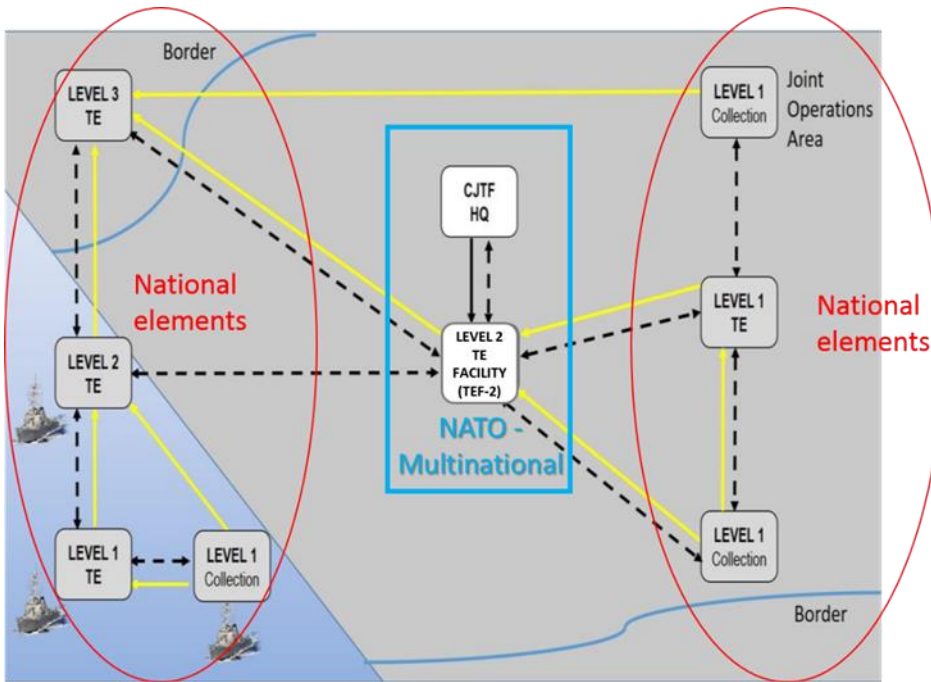 Border
LEVEL 3
TE
LEVEL 1
Collection
Joint
Operations
Area
CJTF
HQ
National
elements
LEVEL 1
TE
National
elements
LEVEL 2
TE
LEVEL 2
TE
FACILITY
(TEF-2)
NATO -
Multinational
LEVEL 1
TE
LEVEL 1
Collection
LEVEL 1
Collection
Border